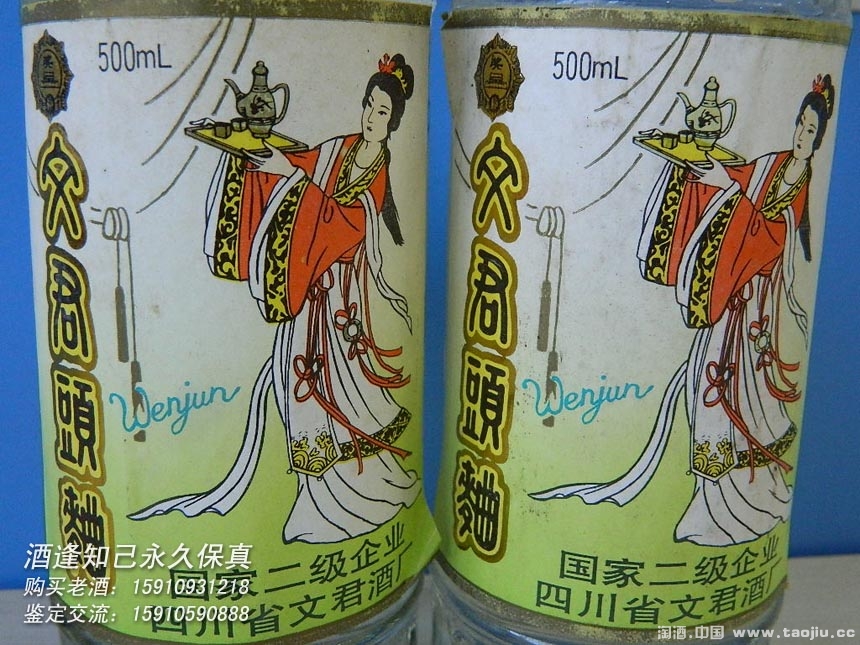 500mL
文君頭麯
Wenjun
国家二级企业
四川省文君酒厂
500mL
文君頭麯
Wenjun
国家二级企业
四川省文君酒厂
酒逢知己永久保真
购买老酒：15910931218
鉴定交流：15910590888
淘酒.中国 www.taojiu.cc